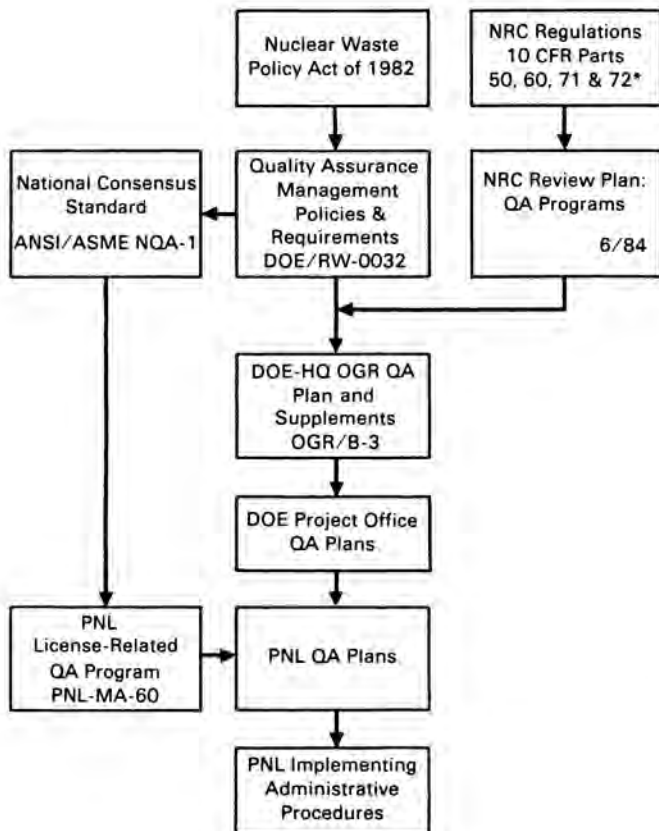 Nuclear Waste
Policy Act of 1982
NRC Regulations
10 CFR Parts
50, 60, 71 & 72*
National Consensus
Standard
ANSI/ASME NQA-1
Quality Assurance
Management
Policies &
Requirements
DOE/RW-0032
NRC Review Plan:
QA Programs
6/84
DOE-HQ OGR QA
Plan and
Supplements
OGR/B-3
DOE Project Office
QA Plans
PNL
License-Related
QA Program
PNL-MA-60
PNL QA Plans
PNL Implementing
Administrative
Procedures